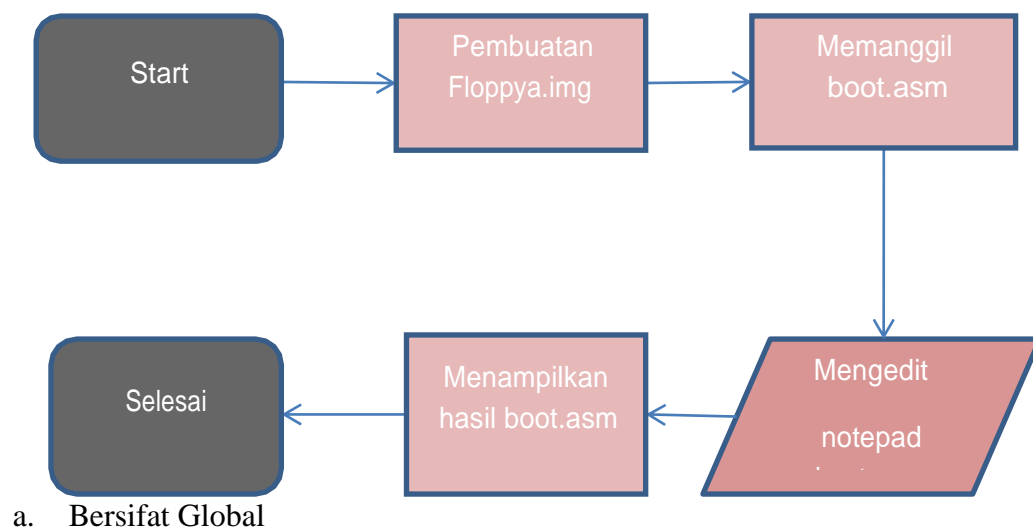 Start
Pembuatan
Floppya.img
Memanggil
boot.asm
Mengedit
notepad
Menampilkan
hasil boot.asm
Selesai
a. Bersifat Global